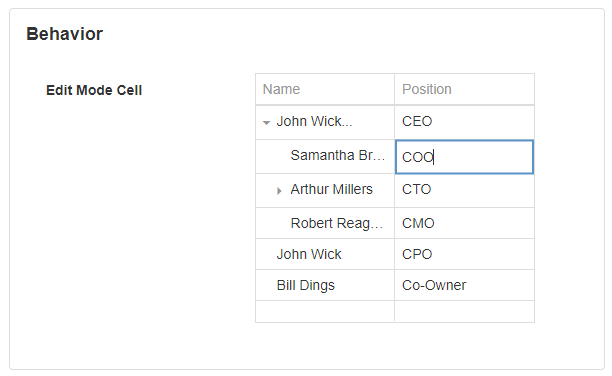 Behavior
Edit Mode Cell
Name Position
John Wick... CEO
Samantha Br... COO
Arthur Millers CTO
Robert Reag... CMO
John Wick CPO
Bill Dings Co-Owner